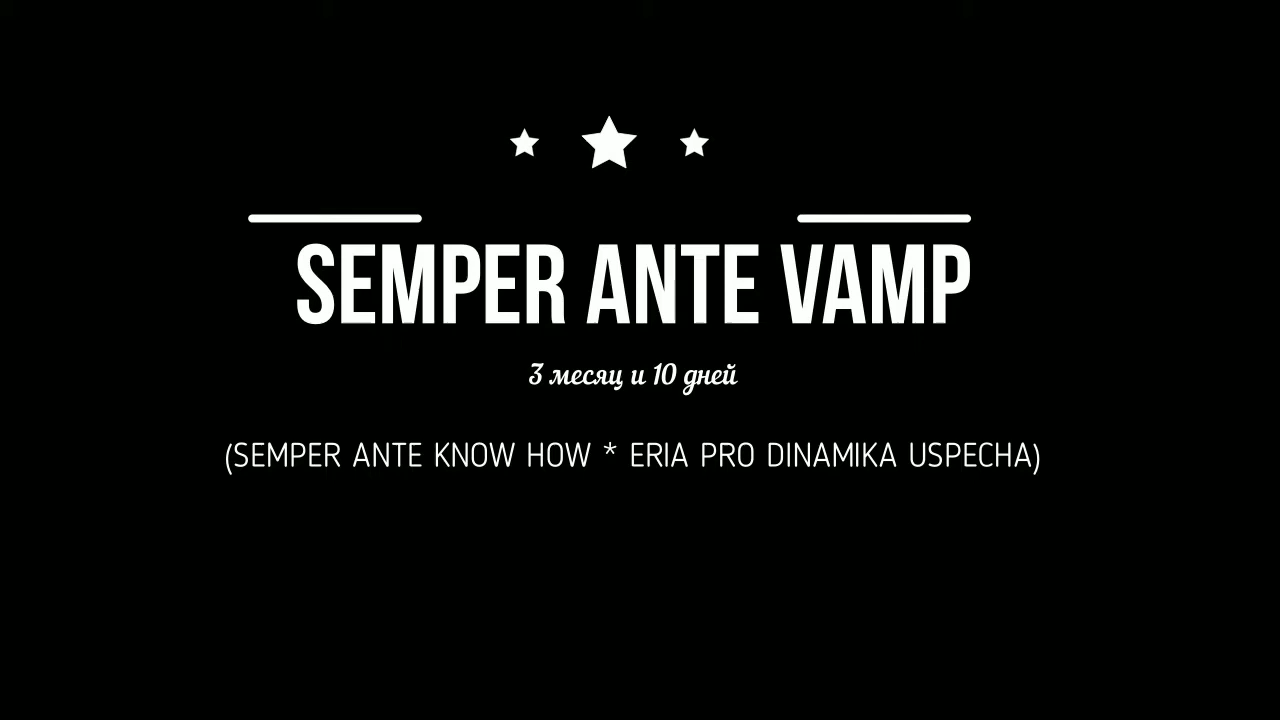 SEMPER ANTE VAMP
3 месяц и 10 дней
(SEMPER ANTE KNOW HOW * ERIA PRO DINAMIKA USPECHA)